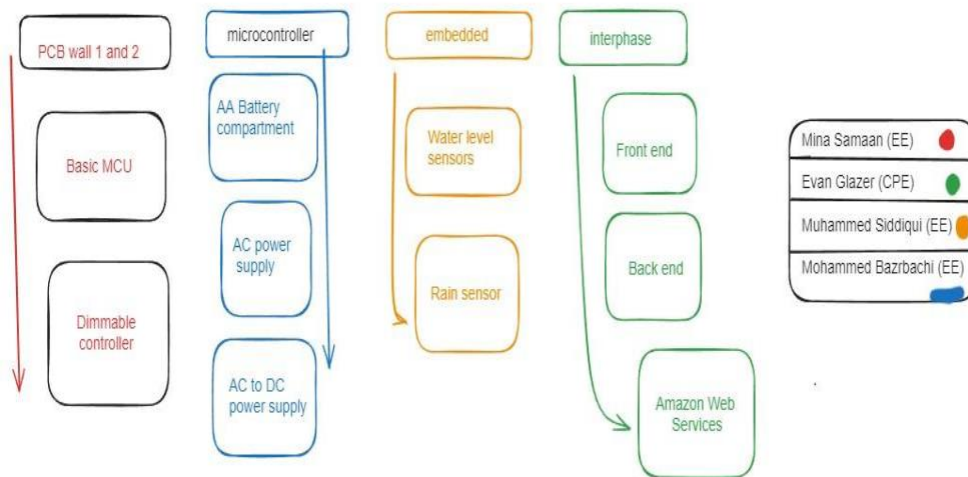 PCB wall 1 and 2
Basic MCU
Dimmable
controller
microcontroller
AA Battery
compartment
AC power
supply
AC to DC
power supply
embedded
Water level
sensors
Rain sensor
interphase
Front end
Back end
Amazon Web
Services
Mina Samaan (EE)
Evan Glazer (CPE)
Muhammed Siddiqui (EE)
Mohammed Bazrbachi (EE)